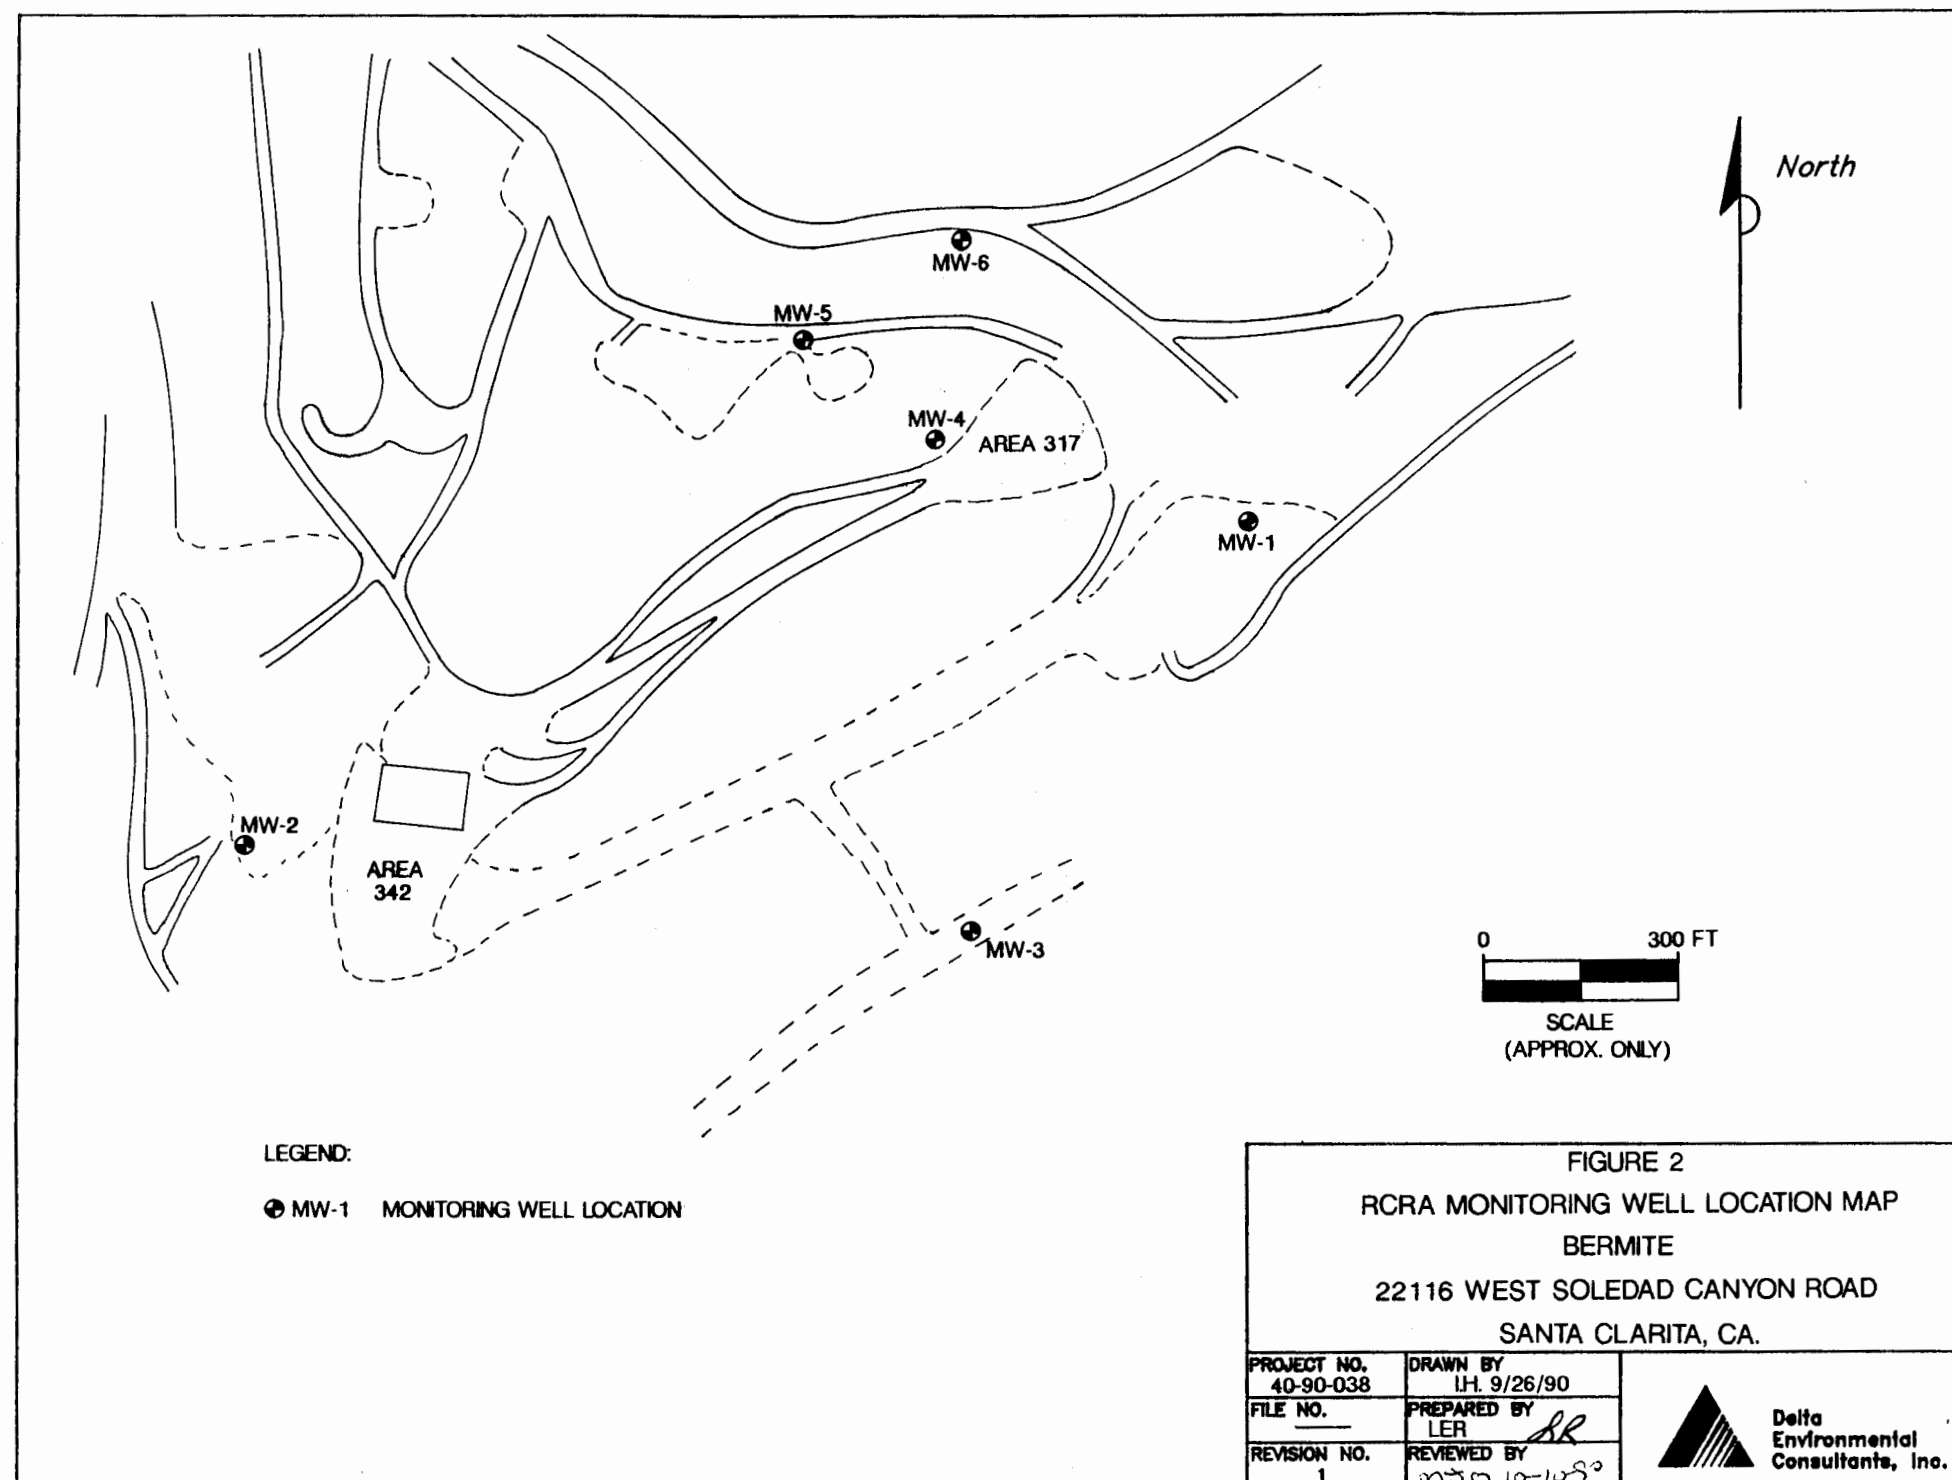 North
MW-6
MW-5
MW-4
AREA 317
MW-1
MW-2
AREA
342
MW-3
0 300 FT
SCALE
(APPROX. ONLY)
LEGEND:
MW-1 MONITORING WELL LOCATION
FIGURE 2
RCRA MONITORING WELL LOCATION MAP
BERMITE
22116 WEST SOLEDAD CANYON ROAD
SANTA CLARITA, CA.
PROJECT NO.
40-90-038
DRAWN BY
I.H. 9/26/90
FILE NO.
PREPARED BY
LER
REVISION NO.
1
REVIEWED BY
Delta
Environmental
Consultants, Inc.